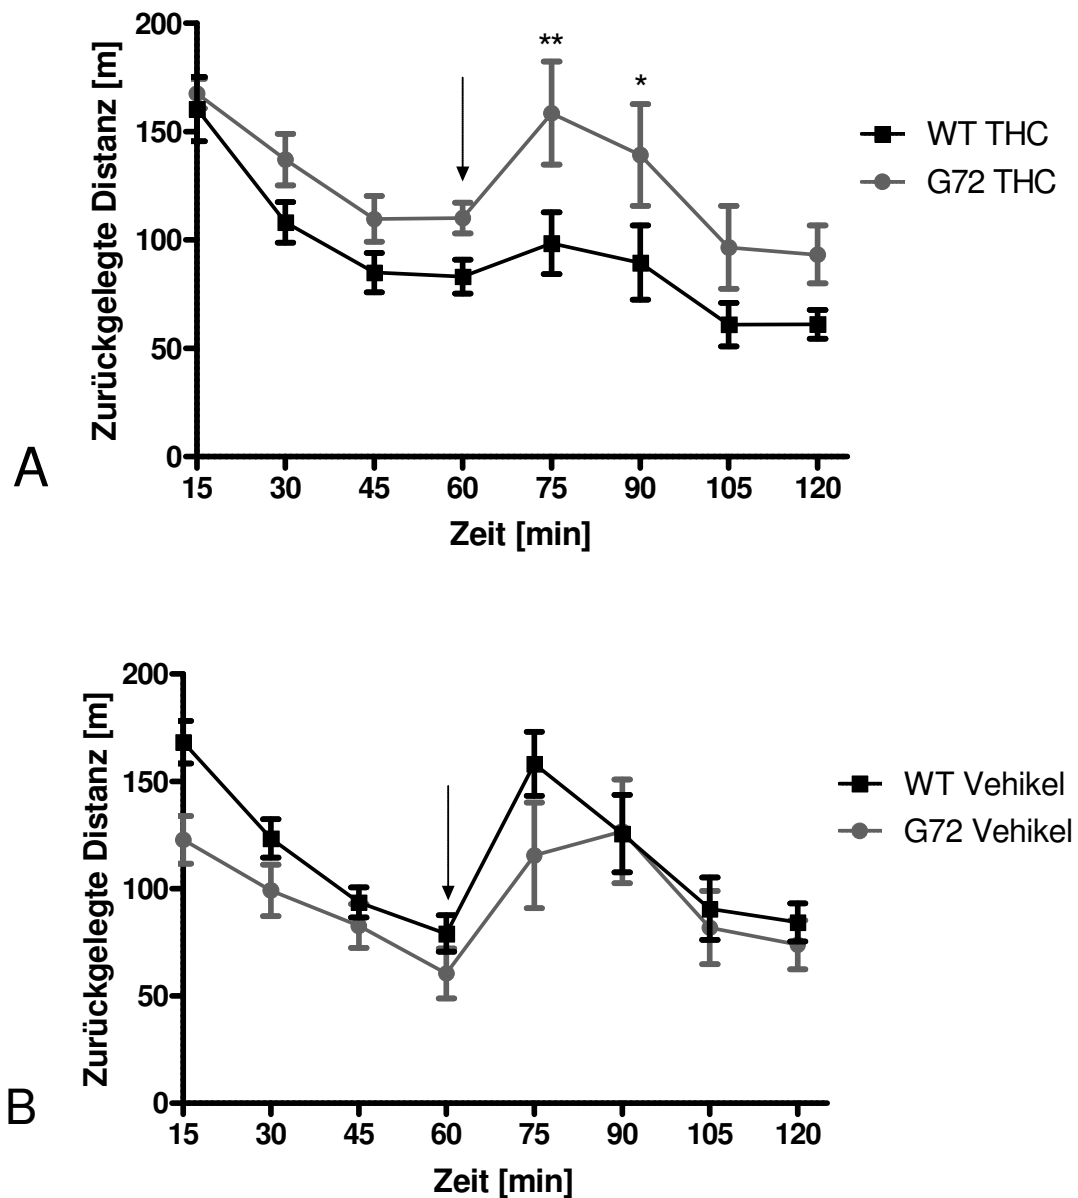 200
150
100
50
0
Zurückgelegte Distanz [m]
**
*
WT THC
G72 THC
A
15 30 45 60 75 90 105 120
Zeit [min]
200
150
100
50
0
Zurückgelegte Distanz [m]
WT Vehikel
G72 Vehikel
B
15 30 45 60 75 90 105 120
Zeit [min]